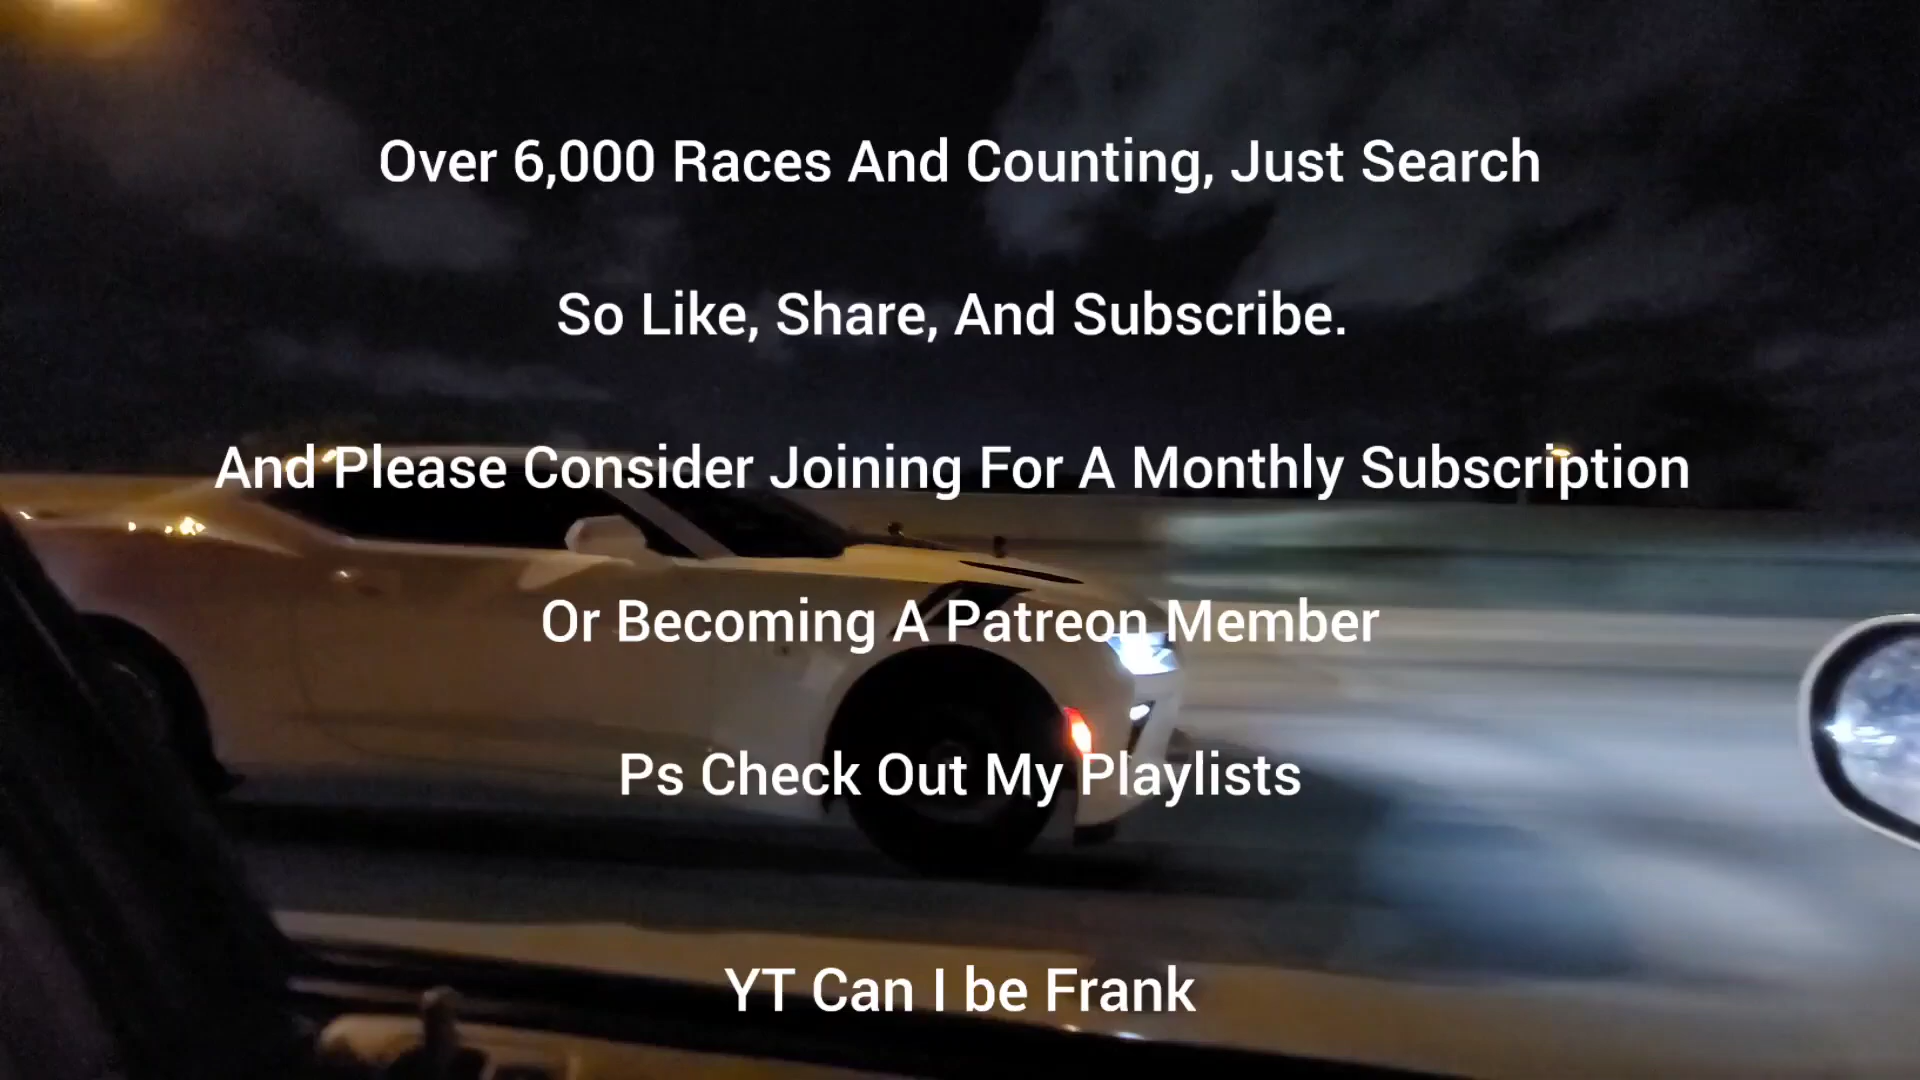 Over 6,000 Races And Counting, Just Search
So Like, Share, And Subscribe.
And Please Consider Joining For A Monthly Subscription
Or Becoming A Patreon Member
Ps Check Out My Playlists
YT Can I be Frank